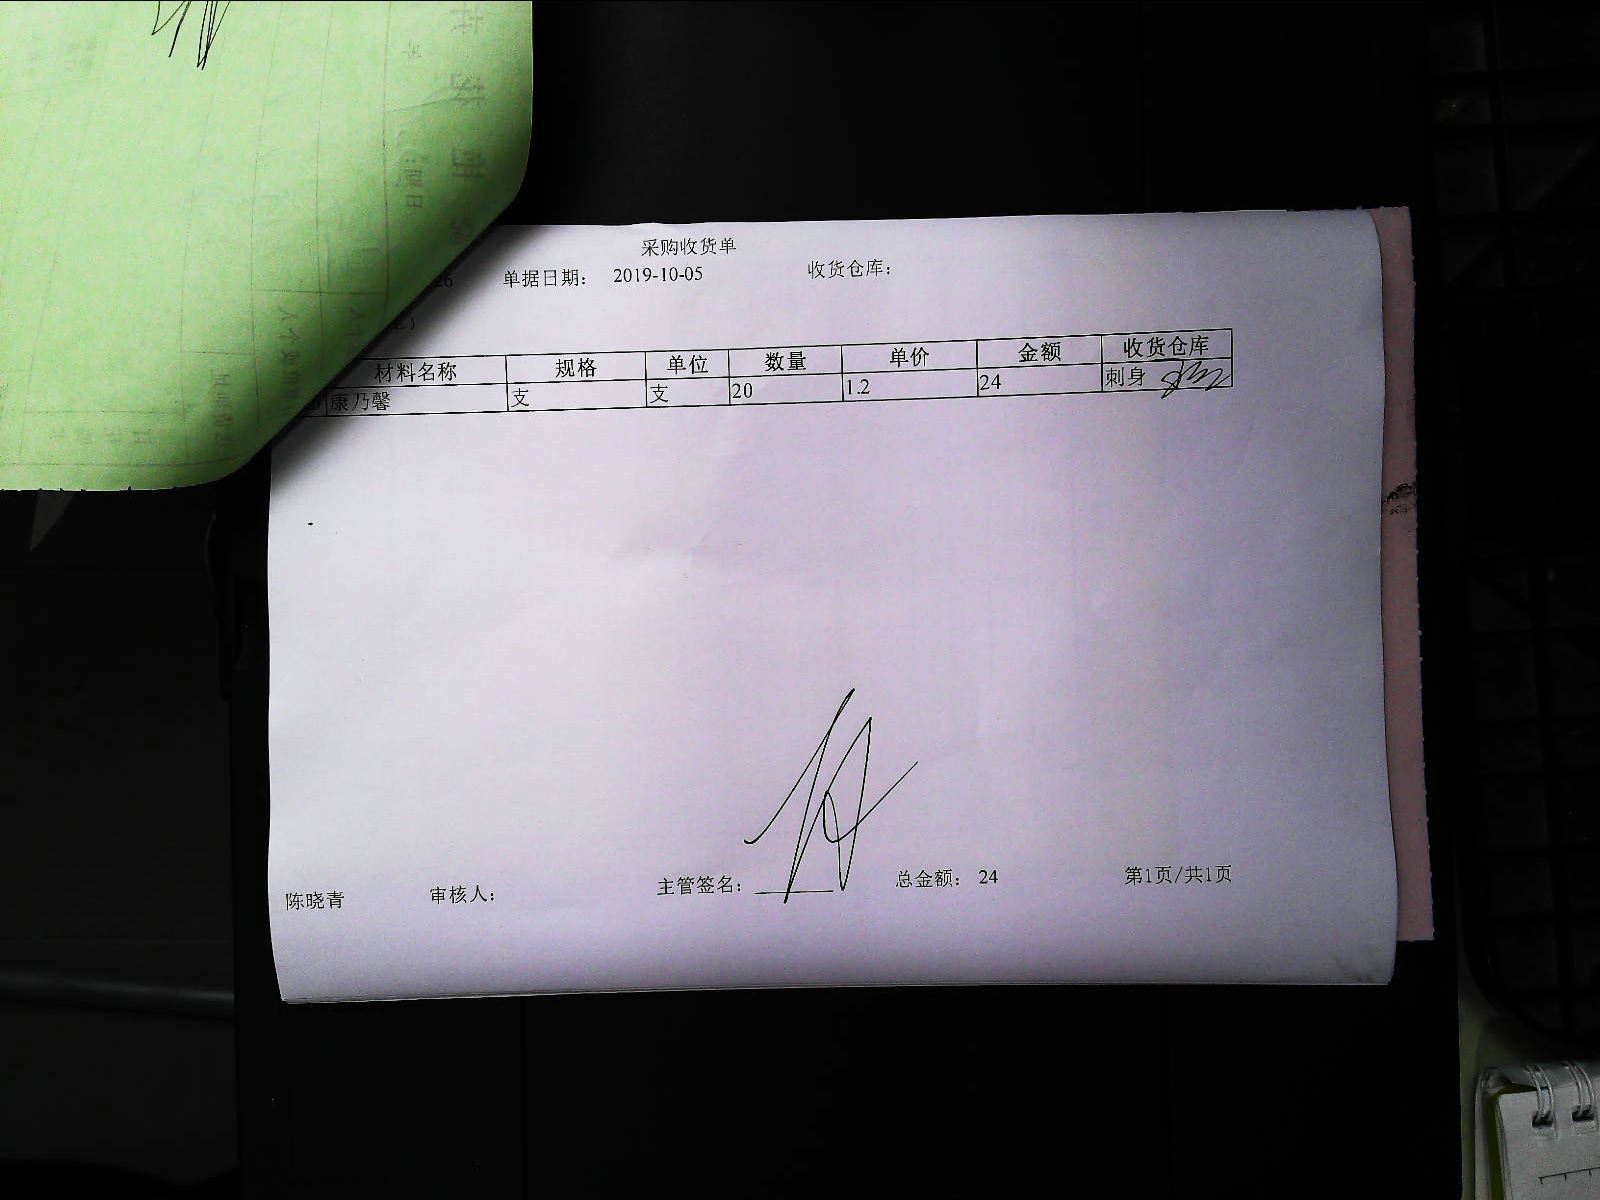 采购收货单
26 单据日期： 2019-10-05 收货仓库：
单）
材料名称 规格 单位 数量 单价 金额 收货仓库
康乃馨 支 支 20 1.2 24 刺身
陈晓青 审核人： 主管签名： 总金额： 24 第1页/共1页